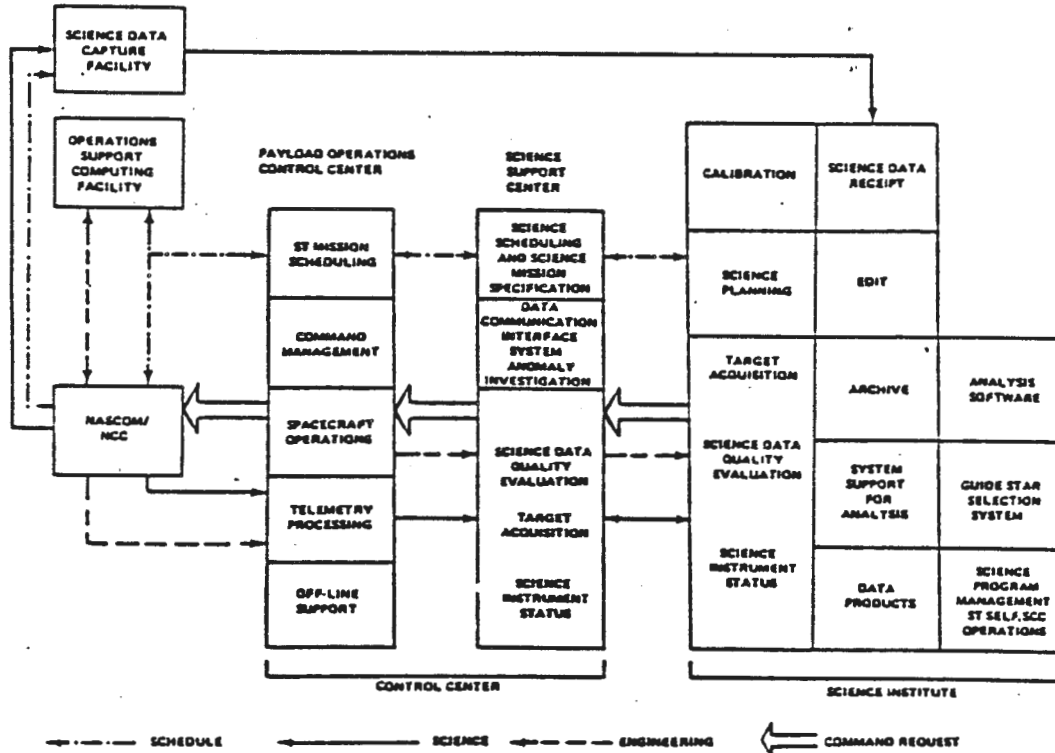 SCIENCE DATA
CAPTURE
FACILITY
OPERATIONS
SUPPORT
COMPUTING
FACILITY
NASCOM/
NCC
PAYLOAD OPERATIONS
CONTROL CENTER
ST MISSION
SCHEDULING
COMMAND
MANAGEMENT
SPACECRAFT
OPERATIONS
TELEMETRY
PROCESSING
OFF-LINE
SUPPORT
SCIENCE
SUPPORT
CENTER
SCIENCE
SCHEDULING
AND SCIENCE
MISSION
SPECIFICATION
DATA
COMMUNICATION
INTERFACE
SYSTEM
ANOMALY
INVESTIGATION
SCIENCE DATA
QUALITY
EVALUATION
TARGET
ACQUISITION
SCIENCE
INSTRUMENT
STATUS
CONTROL CENTER
CALIBRATION
SCIENCE
PLANNING
TARGET
ACQUISITION
SCIENCE DATA
QUALITY
EVALUATION
SCIENCE
INSTRUMENT
STATUS
SCIENCE DATA
RECEIPT
EDIT
ARCHIVE
SYSTEM
SUPPORT
FOR
ANALYSIS
DATA
PRODUCTS
ANALYSIS
SOFTWARE
GUIDE STAR
SELECTION
SYSTEM
SCIENCE
PROGRAM
MANAGEMENT
ST SELF, SCC
OPERATIONS
SCIENCE INSTITUTE
SCHEDULE
SCIENCE
ENGINEERING
COMMAND REQUEST